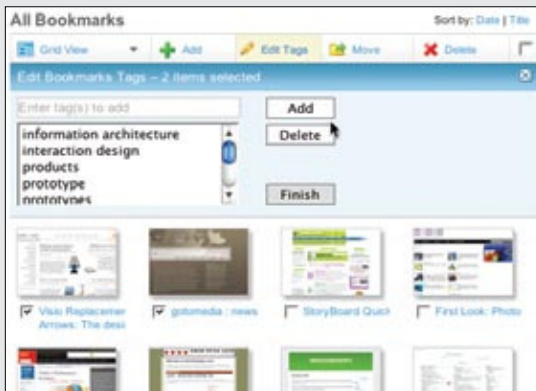 All Bookmarks
Sort by: Date | Title
Grid View Add Edit Tags Move Delete
Edit Bookmarks Tags – 2 items selected
Enter tag(s) to add
Add
information architecture
interaction design
products
prototype
prototypes
Delete
Finish
Visio Replacemen
Arrows: The desi
gotomedia : news
StoryBoard Quick
First Look: Photo